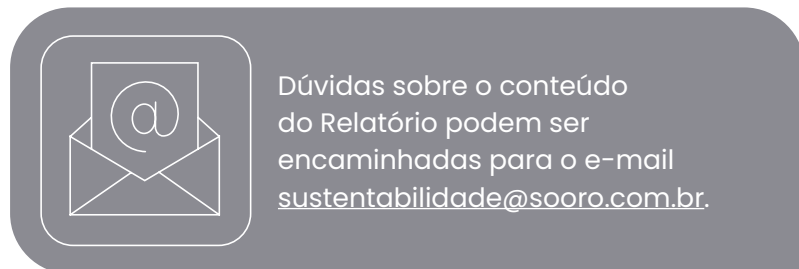 @
Dúvidas sobre o conteúdo
do Relatório podem ser
encaminhadas para o e-mail
sustentabilidade@sooro.com.br.